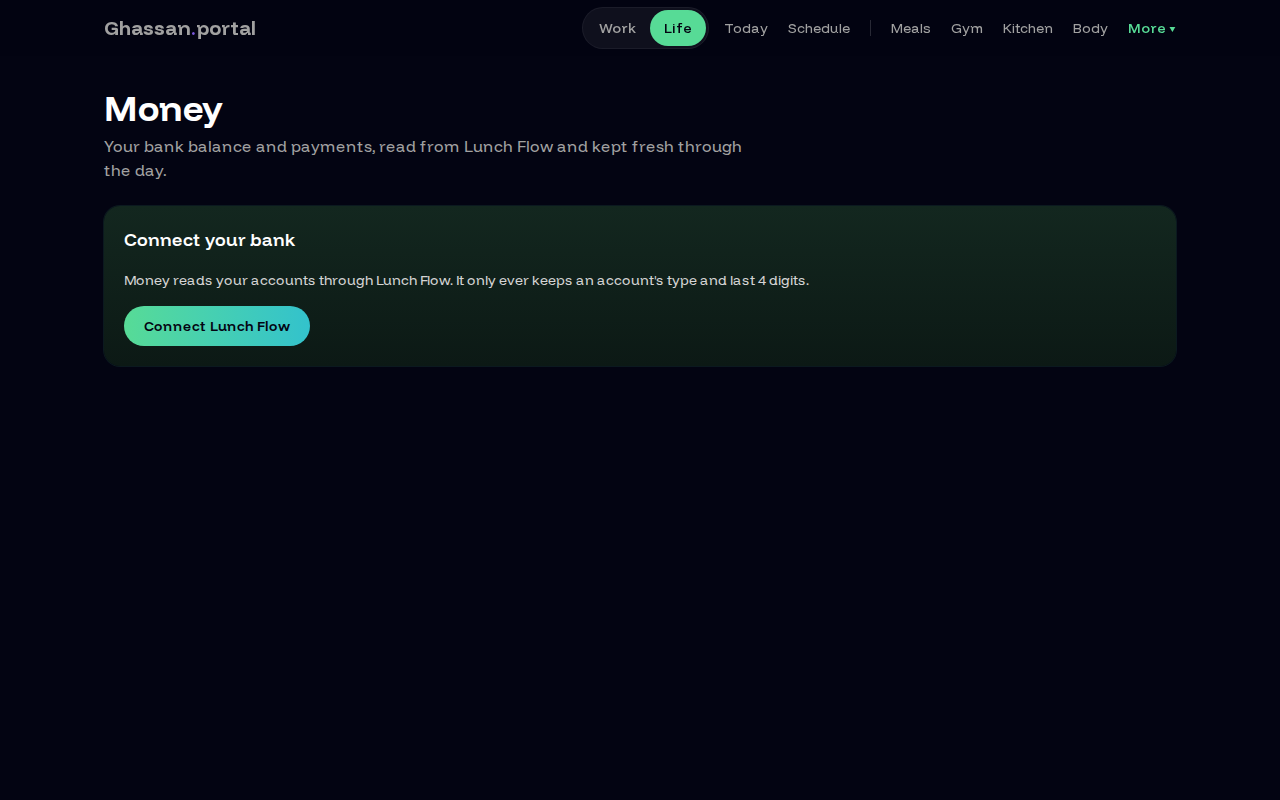 Ghassan.portal
Work Life Today Schedule Meals Gym Kitchen Body More ▾
Money
Your bank balance and payments, read from Lunch Flow and kept fresh through
the day.
Connect your bank
Money reads your accounts through Lunch Flow. It only ever keeps an account's type and last 4 digits.
Connect Lunch Flow